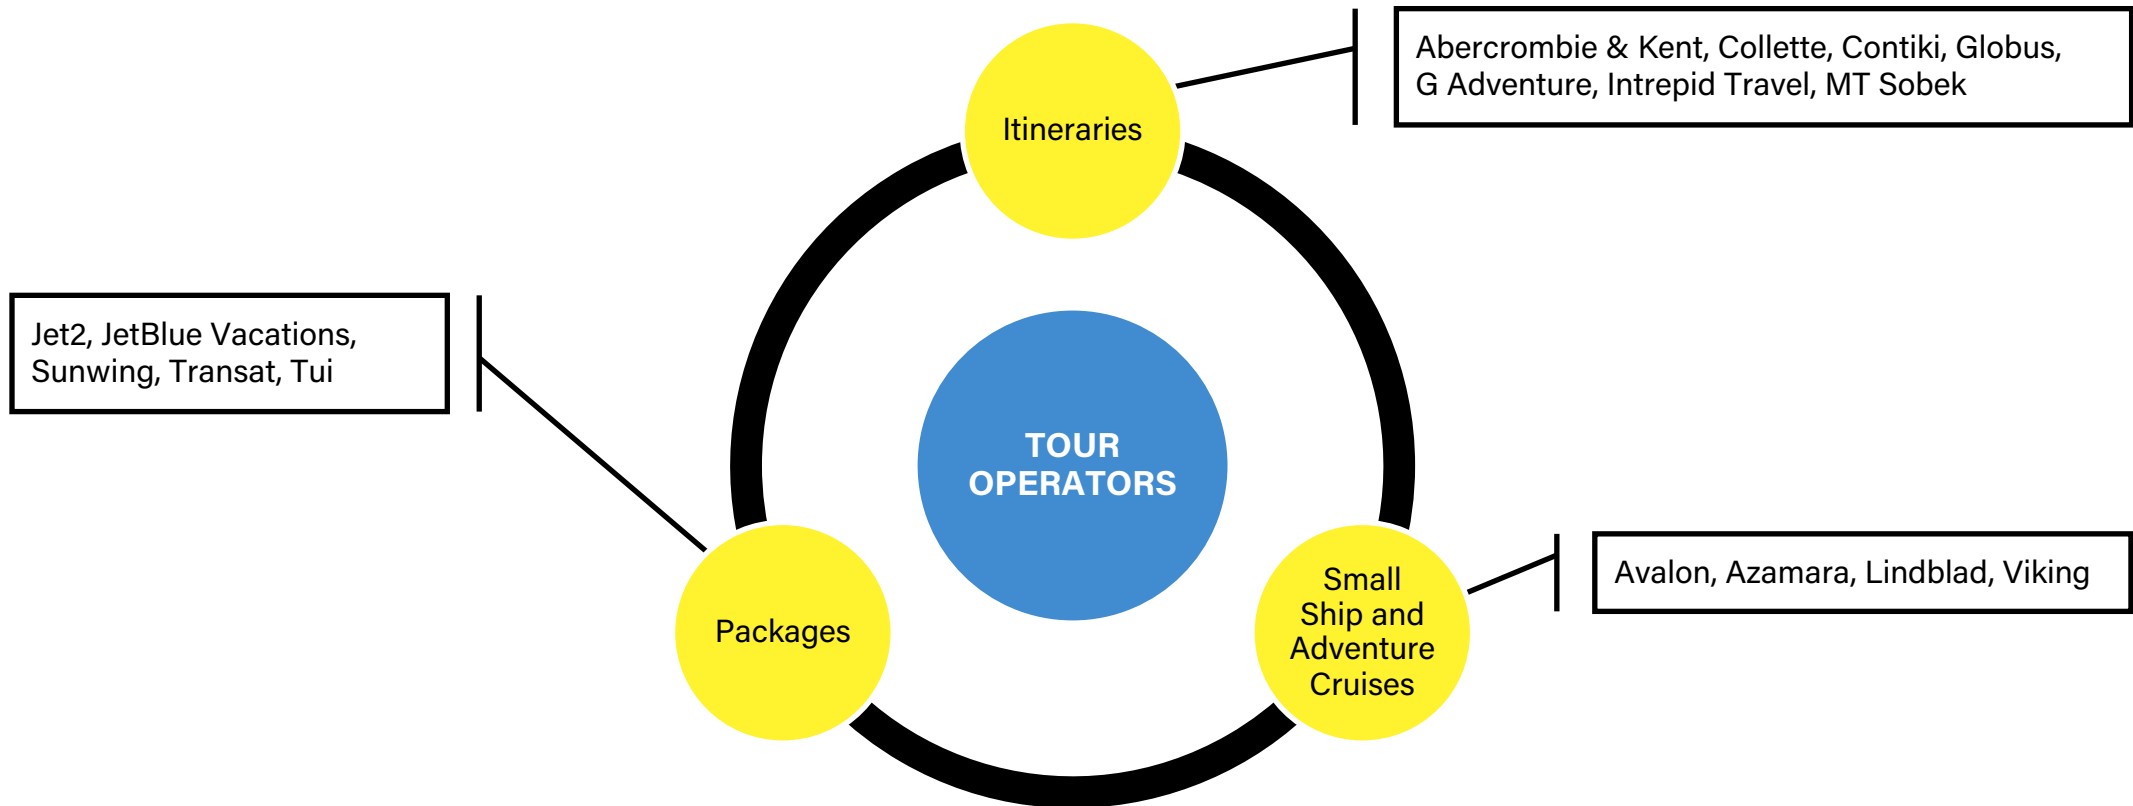 Abercrombie & Kent, Collette, Contiki, Globus,
G Adventure, Intrepid Travel, MT Sobek
Itineraries
Jet2, JetBlue Vacations,
Sunwing, Transat, Tui
TOUR
OPERATORS
Packages
Small
Ship and
Adventure
Cruises
Avalon, Azamara, Lindblad, Viking